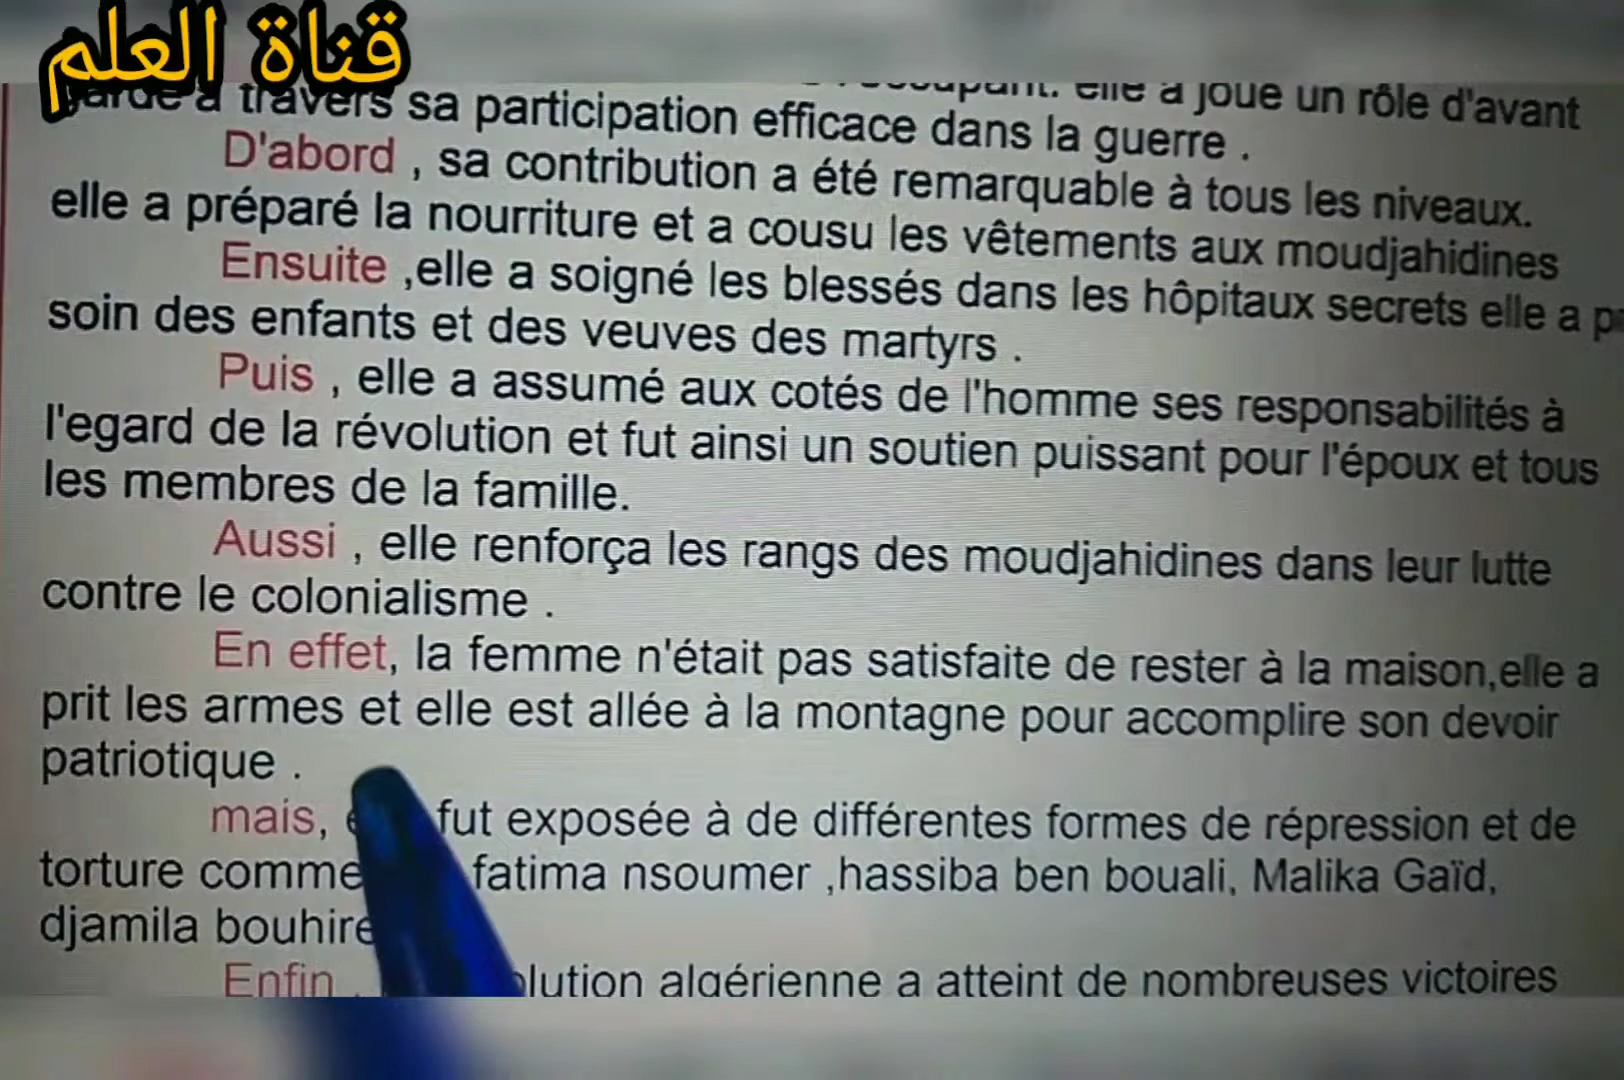 قناة العلم
elle a joué un rôle d'avant
garde à travers sa participation efficace dans la guerre .
D'abord , sa contribution a été remarquable à tous les niveaux.
elle a préparé la nourriture et a cousu les vêtements aux moudjahidines
Ensuite ,elle a soigné les blessés dans les hôpitaux secrets elle a
soin des enfants et des veuves des martyrs .
Puis , elle a assumé aux cotés de l'homme ses responsabilités à
l'egard de la révolution et fut ainsi un soutien puissant pour l'époux et tous
les membres de la famille.
Aussi , elle renforça les rangs des moudjahidines dans leur lutte
contre le colonialisme .
En effet, la femme n'était pas satisfaite de rester à la maison,elle a
prit les armes et elle est allée à la montagne pour accomplire son devoir
patriotique .
mais, fut exposée à de différentes formes de répression et de
torture comme fatima nsoumer ,hassiba ben bouali, Malika Gaïd,
djamila
Enfin algérienne a atteint de nombreuses victoires